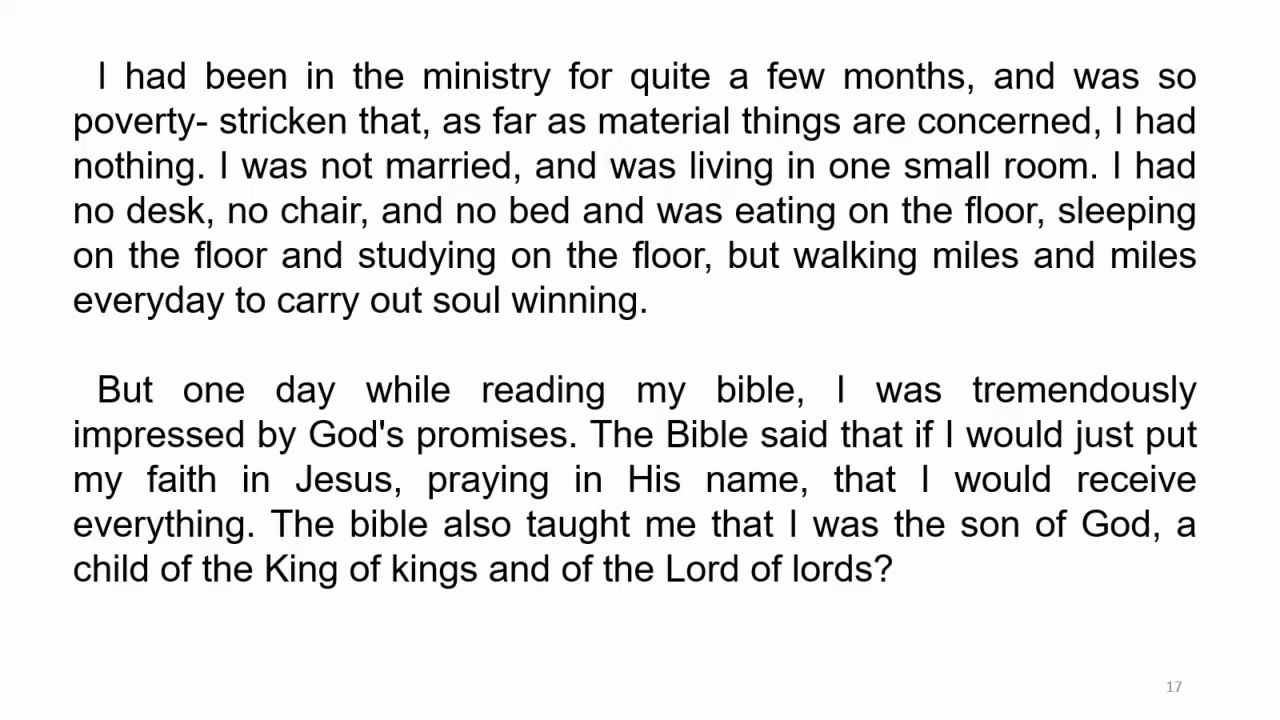 I had been in the ministry for quite a few months, and was so
poverty- stricken that, as far as material things are concerned, I had
nothing. I was not married, and was living in one small room. I had
no desk, no chair, and no bed and was eating on the floor, sleeping
on the floor and studying on the floor, but walking miles and miles
everyday to carry out soul winning.
But one day while reading my bible, I was tremendously
impressed by God's promises. The Bible said that if I would just put
my faith in Jesus, praying in His name, that I would receive
everything. The bible also taught me that I was the son of God, a
child of the King of kings and of the Lord of lords?
17